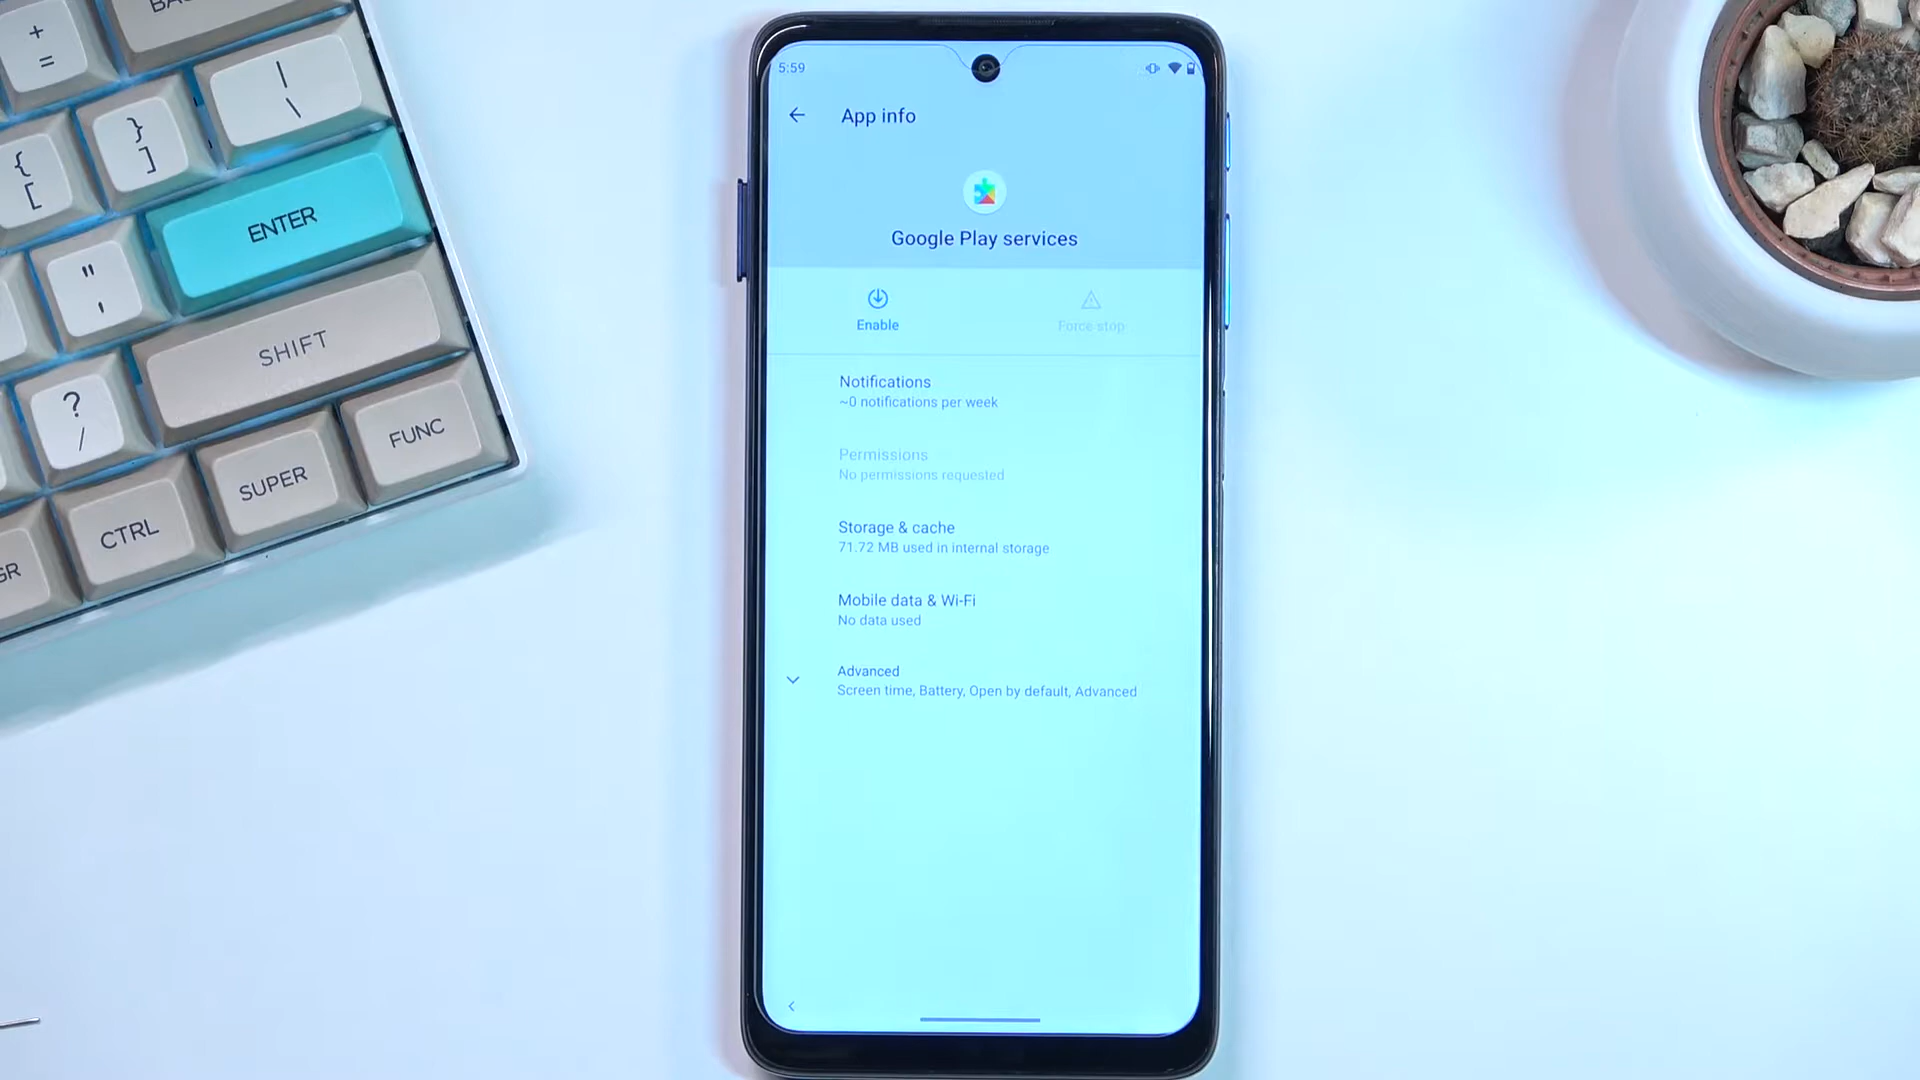 BA
+
=
|
\
{
[
}
]
ENTER
"
'
SHIFT
?
/
FUNC
SUPER
CTRL
GR
5:59
App info
Google Play services
Enable
Force stop
Notifications
~0 notifications per week
Permissions
No permissions requested
Storage & cache
71.72 MB used in internal storage
Mobile data & Wi-Fi
No data used
Advanced
Screen time, Battery, Open by default, Advanced